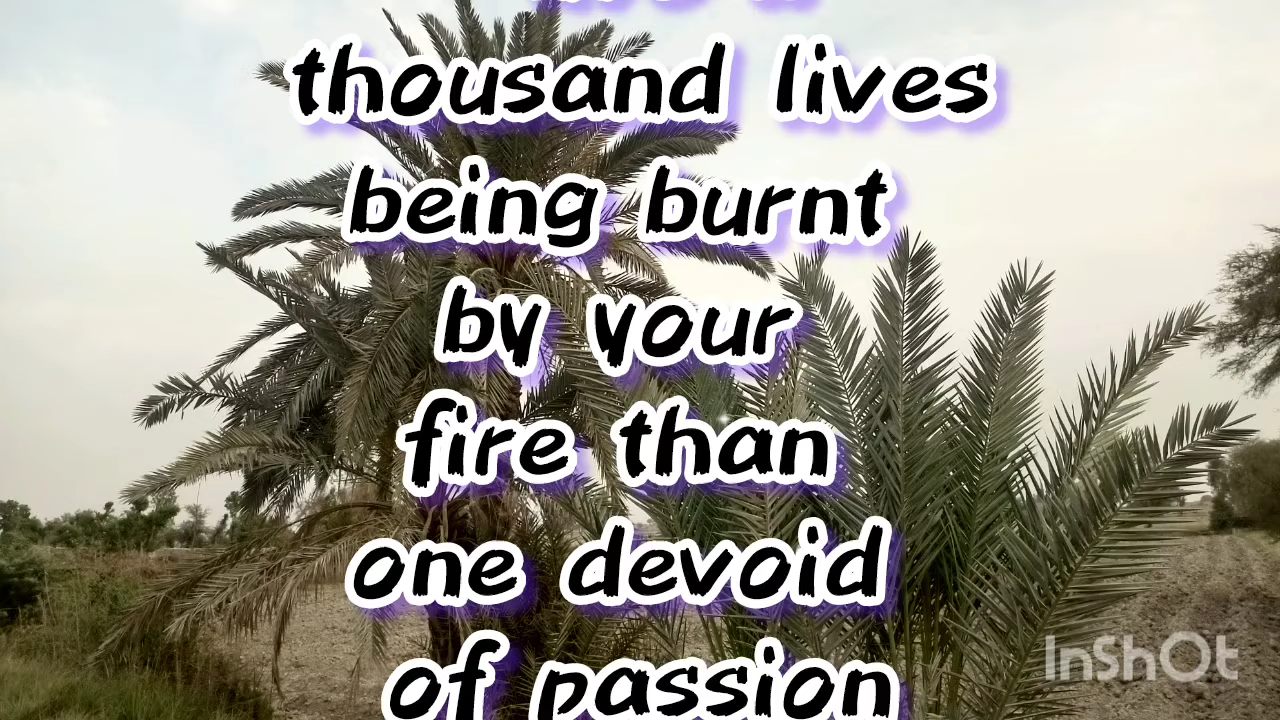 thousand lives
being burnt
by your
fire than
one devoid
of passion
InShOt